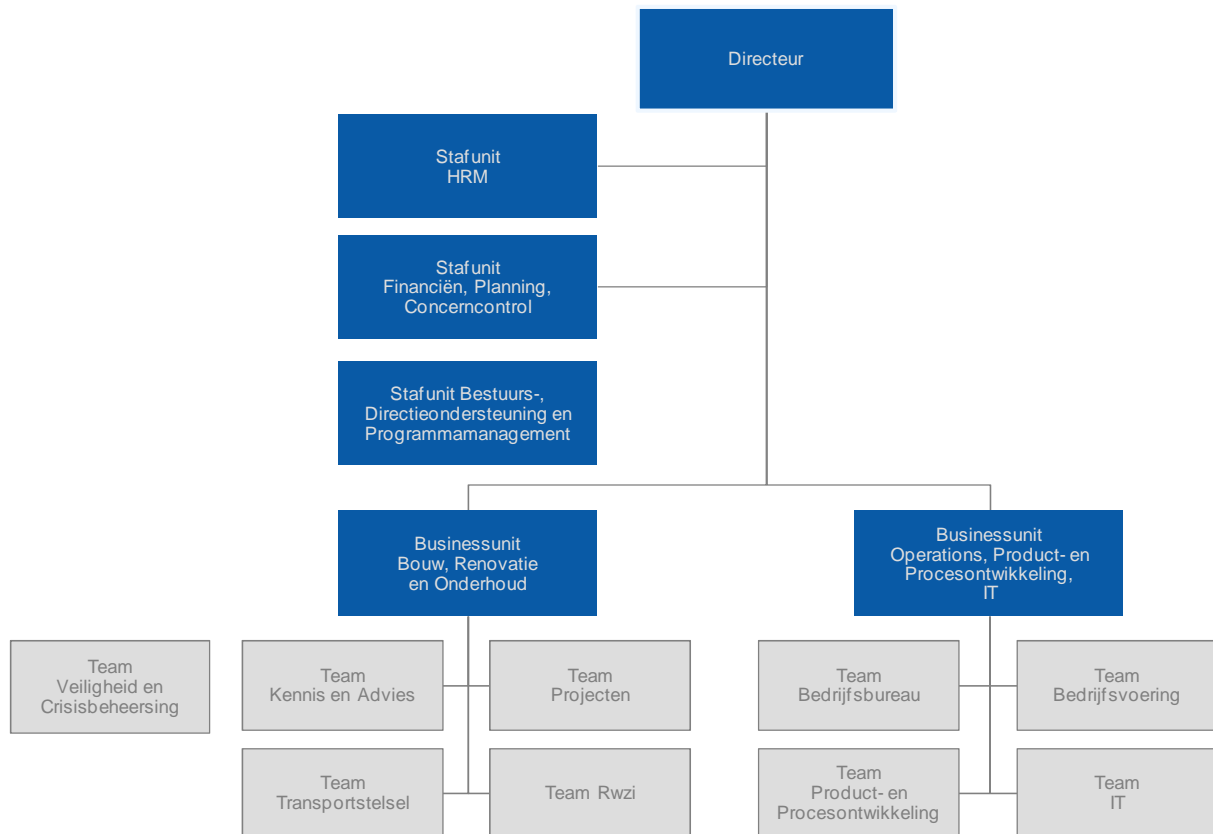 Directeur
Stafunit
HRM
Stafunit
Financiën, Planning,
Concerncontrol
Stafunit Bestuurs-,
Directieondersteuning en
Programmamanagement
Businessunit
Bouw, Renovatie
en Onderhoud
Businessunit
Operations, Product- en
Procesontwikkeling,
IT
Team
Veiligheid en
Crisisbeheersing
Team
Kennis en Advies
Team
Projecten
Team
Bedrijfsbureau
Team
Bedrijfsvoering
Team
Transportstelsel
Team Rwzi
Team
Product- en
Procesontwikkeling
Team
IT